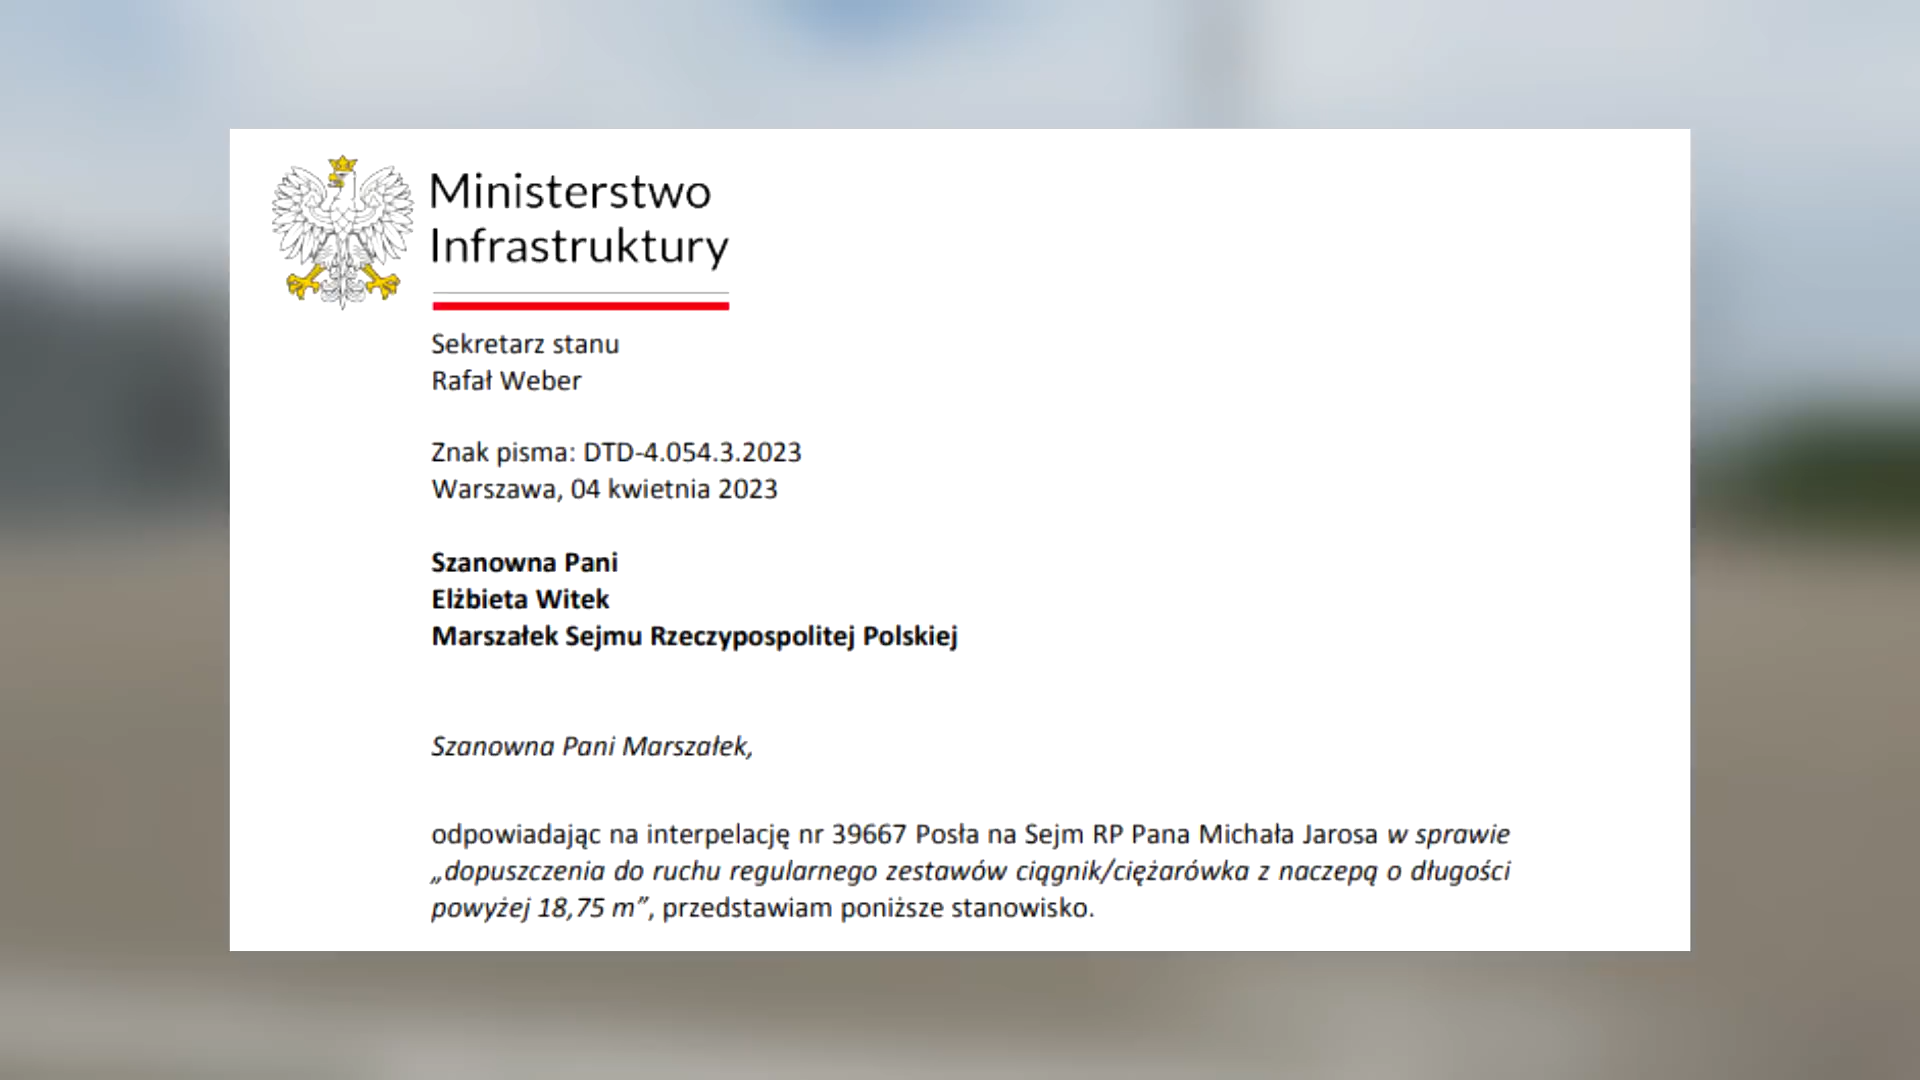 Ministerstwo
Infrastruktury
Sekretarz stanu
Rafał Weber
Znak pisma: DTD-4.054.3.2023
Warszawa, 04 kwietnia 2023
Szanowna Pani
Elżbieta Witek
Marszałek Sejmu Rzeczypospolitej Polskiej
Szanowna Pani Marszałek,
odpowiadając na interpelację nr 39667 Posła na Sejm RP Pana Michała Jarosa w sprawie
„dopuszczenia do ruchu regularnego zestawów ciągnik/ciężarówka z naczepą o długości
powyżej 18,75 m”, przedstawiam poniższe stanowisko.